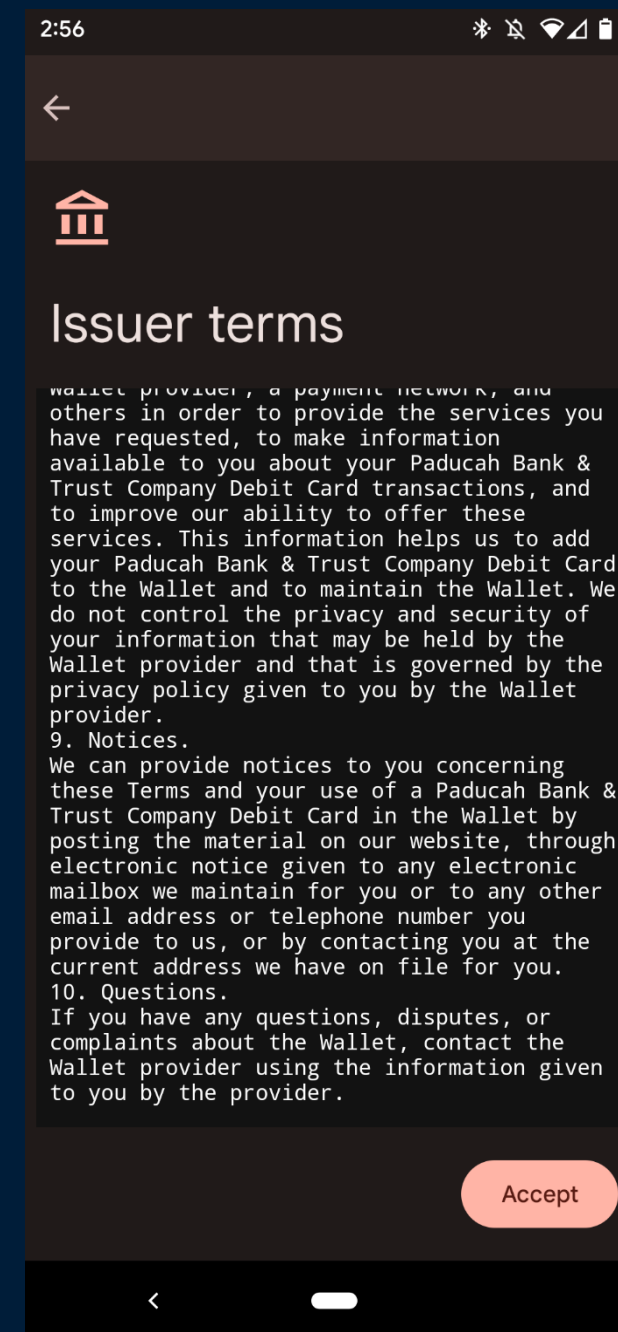 2:56
Issuer terms
Wallet provider, a payment network, and
others in order to provide the services you
have requested, to make information
available to you about your Paducah Bank &
Trust Company Debit Card transactions, and
to improve our ability to offer these
services. This information helps us to add
your Paducah Bank & Trust Company Debit Card
to the Wallet and to maintain the Wallet. We
do not control the privacy and security of
your information that may be held by the
Wallet provider and that is governed by the
privacy policy given to you by the Wallet
provider.
9. Notices.
We can provide notices to you concerning
these Terms and your use of a Paducah Bank &
Trust Company Debit Card in the Wallet by
posting the material on our website, through
electronic notice given to any electronic
mailbox we maintain for you or to any other
email address or telephone number you
provide to us, or by contacting you at the
current address we have on file for you.
10. Questions.
If you have any questions, disputes, or
complaints about the Wallet, contact the
Wallet provider using the information given
to you by the provider.
Accept